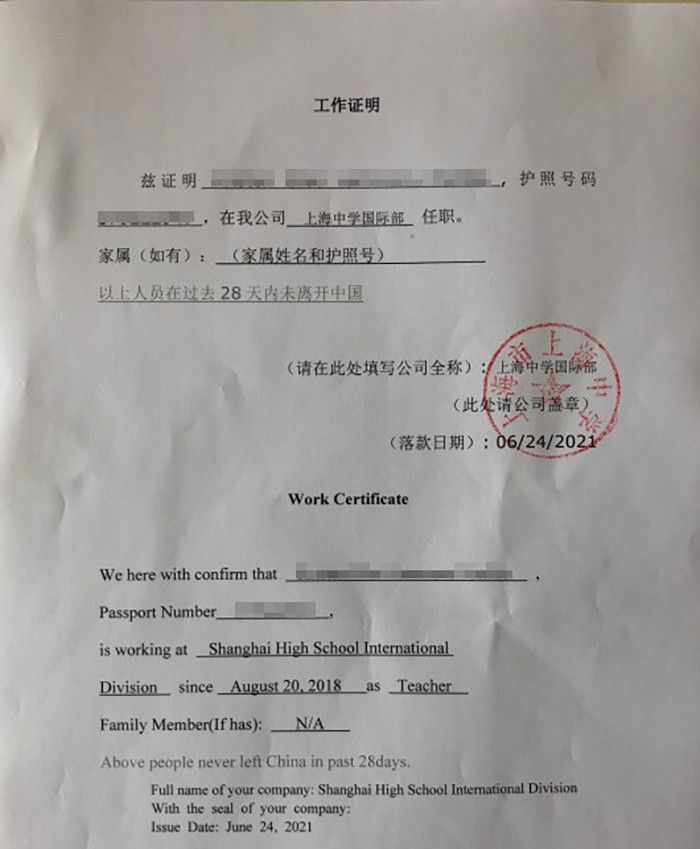 工作证明
兹证明 , 护照号码
, 在我公司 上海中学国际部 任职。
家属（如有）: （家属姓名和护照号）
以上人员在过去 28 天内未离开中国
（请在此处填写公司全称）: 上海中学国际部
（此处请公司盖章）
（落款日期）: 06/24/2021
上海市上海中学
Work Certificate
We here with confirm that ,
Passport Number ,
is working at Shanghai High School International
Division since August 20, 2018 as Teacher
Family Member(If has): N/A
Above people never left China in past 28days.
Full name of your company: Shanghai High School International Division
With the seal of your company:
Issue Date: June 24, 2021